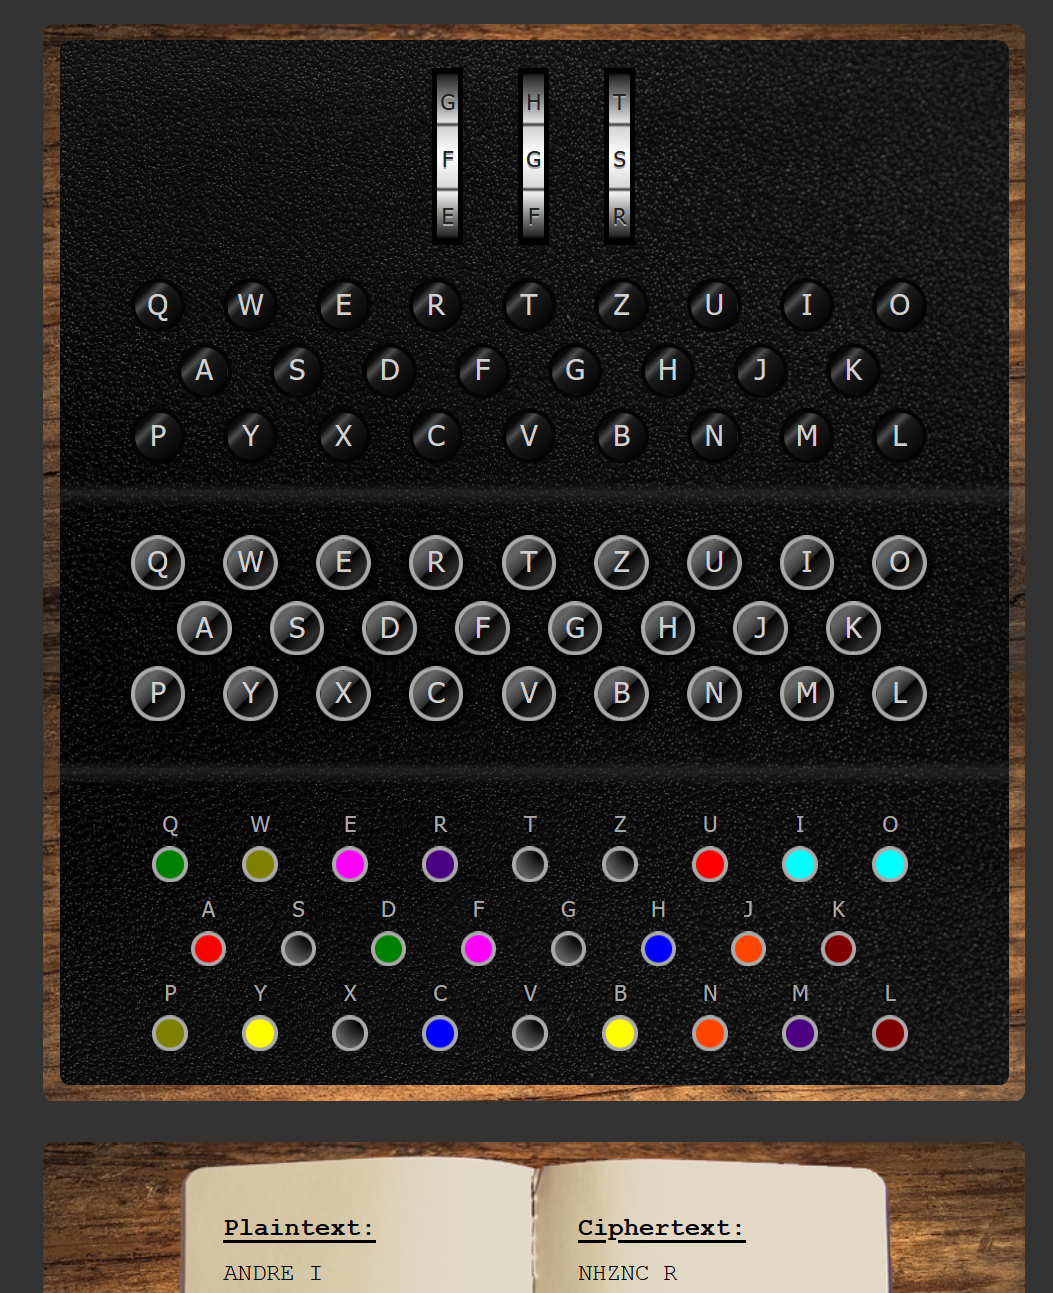 G H T
F G S
E F R
Q W E R T Z U I O
A S D F G H J K
P Y X C V B N M L
Q W E R T Z U I O
A S D F G H J K
P Y X C V B N M L
Q W E R T Z U I O
A S D F G H J K
P Y X C V B N M L
Plaintext:
ANDRE I
Ciphertext:
NHZNC R